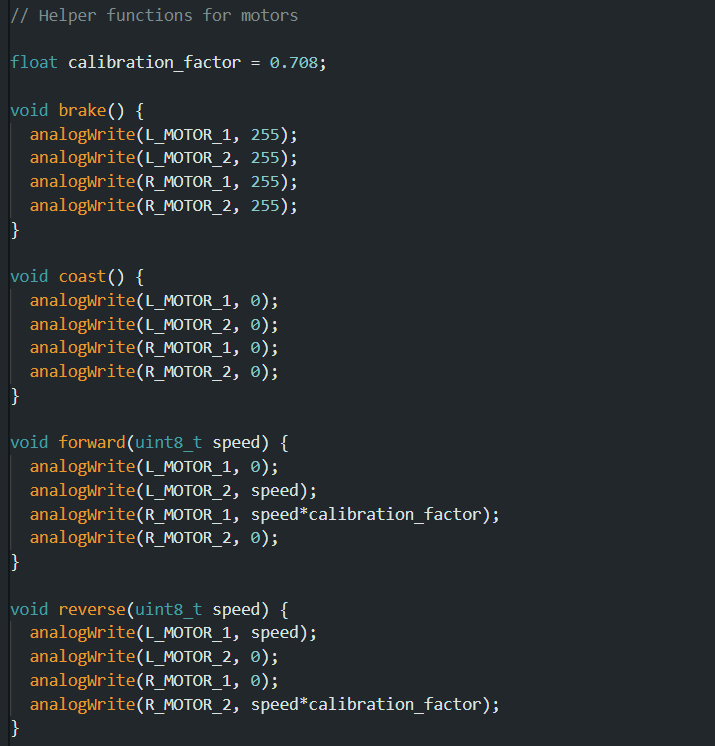 // Helper functions for motors
float calibration_factor = 0.708;
void brake() {
analogWrite(L_MOTOR_1, 255);
analogWrite(L_MOTOR_2, 255);
analogWrite(R_MOTOR_1, 255);
analogWrite(R_MOTOR_2, 255);
}
void coast() {
analogWrite(L_MOTOR_1, 0);
analogWrite(L_MOTOR_2, 0);
analogWrite(R_MOTOR_1, 0);
analogWrite(R_MOTOR_2, 0);
}
void forward(uint8_t speed) {
analogWrite(L_MOTOR_1, 0);
analogWrite(L_MOTOR_2, speed);
analogWrite(R_MOTOR_1, speed*calibration_factor);
analogWrite(R_MOTOR_2, 0);
}
void reverse(uint8_t speed) {
analogWrite(L_MOTOR_1, speed);
analogWrite(L_MOTOR_2, 0);
analogWrite(R_MOTOR_1, 0);
analogWrite(R_MOTOR_2, speed*calibration_factor);
}